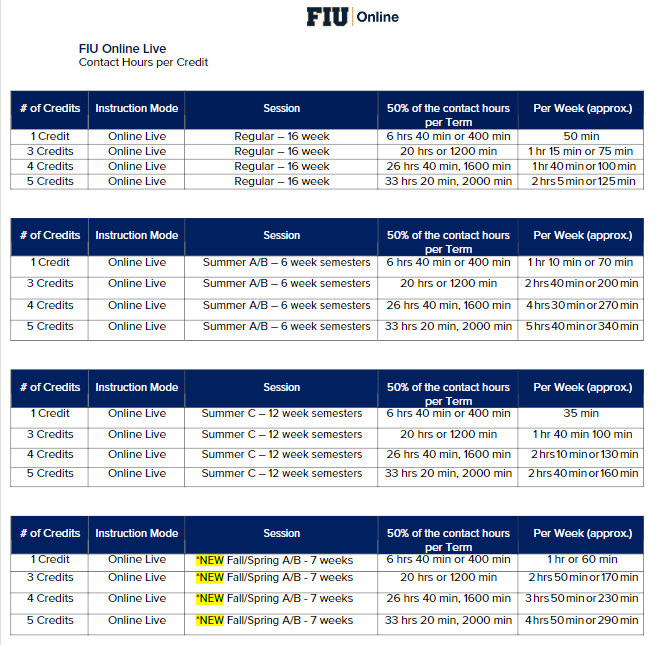 FIU Online
FIU Online Live
Contact Hours per Credit
# of Credits Instruction Mode Session 50% of the contact hours per Term Per Week (approx.)
1 Credit Online Live Regular – 16 week 6 hrs 40 min or 400 min 50 min
3 Credits Online Live Regular – 16 week 20 hrs or 1200 min 1 hr 15 min or 75 min
4 Credits Online Live Regular – 16 week 26 hrs 40 min, 1600 min 1 hr 40 min or 100 min
5 Credits Online Live Regular – 16 week 33 hrs 20 min, 2000 min 2 hrs 5 min or 125 min
# of Credits Instruction Mode Session 50% of the contact hours per Term Per Week (approx.)
1 Credit Online Live Summer A/B – 6 week semesters 6 hrs 40 min or 400 min 1 hr 10 min or 70 min
3 Credits Online Live Summer A/B – 6 week semesters 20 hrs or 1200 min 2 hrs 40 min or 200 min
4 Credits Online Live Summer A/B – 6 week semesters 26 hrs 40 min, 1600 min 4 hrs 30 min or 270 min
5 Credits Online Live Summer A/B – 6 week semesters 33 hrs 20 min, 2000 min 5 hrs 40 min or 340 min
# of Credits Instruction Mode Session 50% of the contact hours per Term Per Week (approx.)
1 Credit Online Live Summer C – 12 week semesters 6 hrs 40 min or 400 min 35 min
3 Credits Online Live Summer C – 12 week semesters 20 hrs or 1200 min 1 hr 40 min 100 min
4 Credits Online Live Summer C – 12 week semesters 26 hrs 40 min, 1600 min 2 hrs 10 min or 130 min
5 Credits Online Live Summer C – 12 week semesters 33 hrs 20 min, 2000 min 2 hrs 40 min or 160 min
# of Credits Instruction Mode Session 50% of the contact hours per Term Per Week (approx.)
1 Credit Online Live *NEW Fall/Spring A/B - 7 weeks 6 hrs 40 min or 400 min 1 hr or 60 min
3 Credits Online Live *NEW Fall/Spring A/B - 7 weeks 20 hrs or 1200 min 2 hrs 50 min or 170 min
4 Credits Online Live *NEW Fall/Spring A/B - 7 weeks 26 hrs 40 min, 1600 min 3 hrs 50 min or 230 min
5 Credits Online Live *NEW Fall/Spring A/B - 7 weeks 33 hrs 20 min, 2000 min 4 hrs 50 min or 290 min